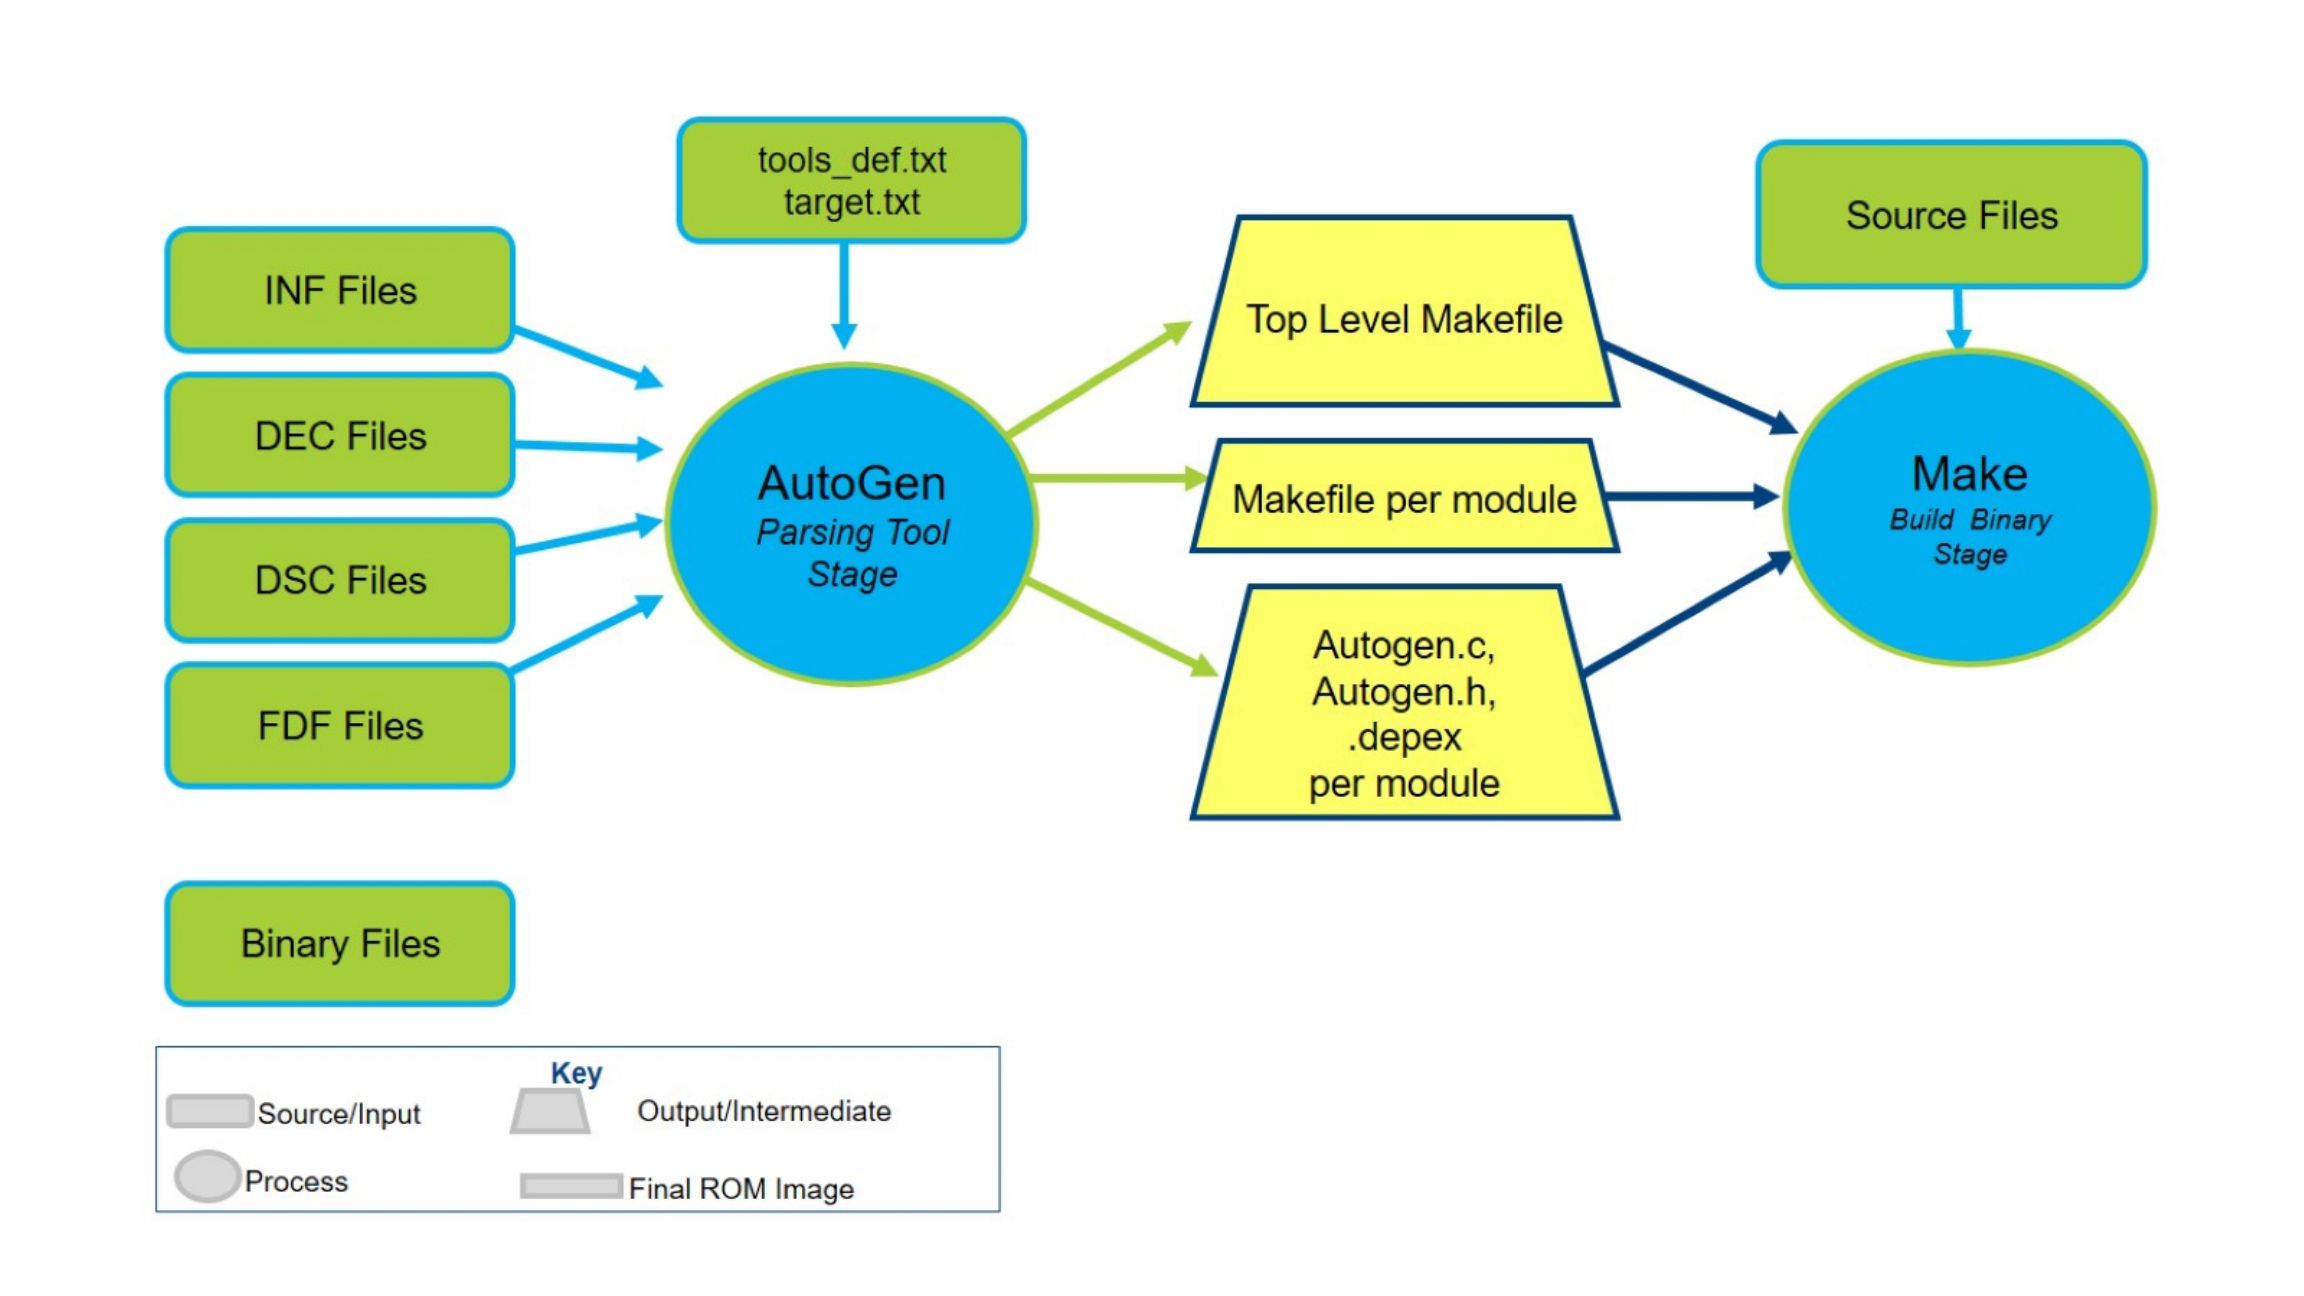 tools_def.txt
target.txt
Source Files
INF Files
DEC Files
DSC Files
FDF Files
Binary Files
AutoGen
Parsing Tool
Stage
Top Level Makefile
Makefile per module
Autogen.c,
Autogen.h,
.depex
per module
Make
Build Binary
Stage
Key
Source/Input
Output/Intermediate
Process
Final ROM Image